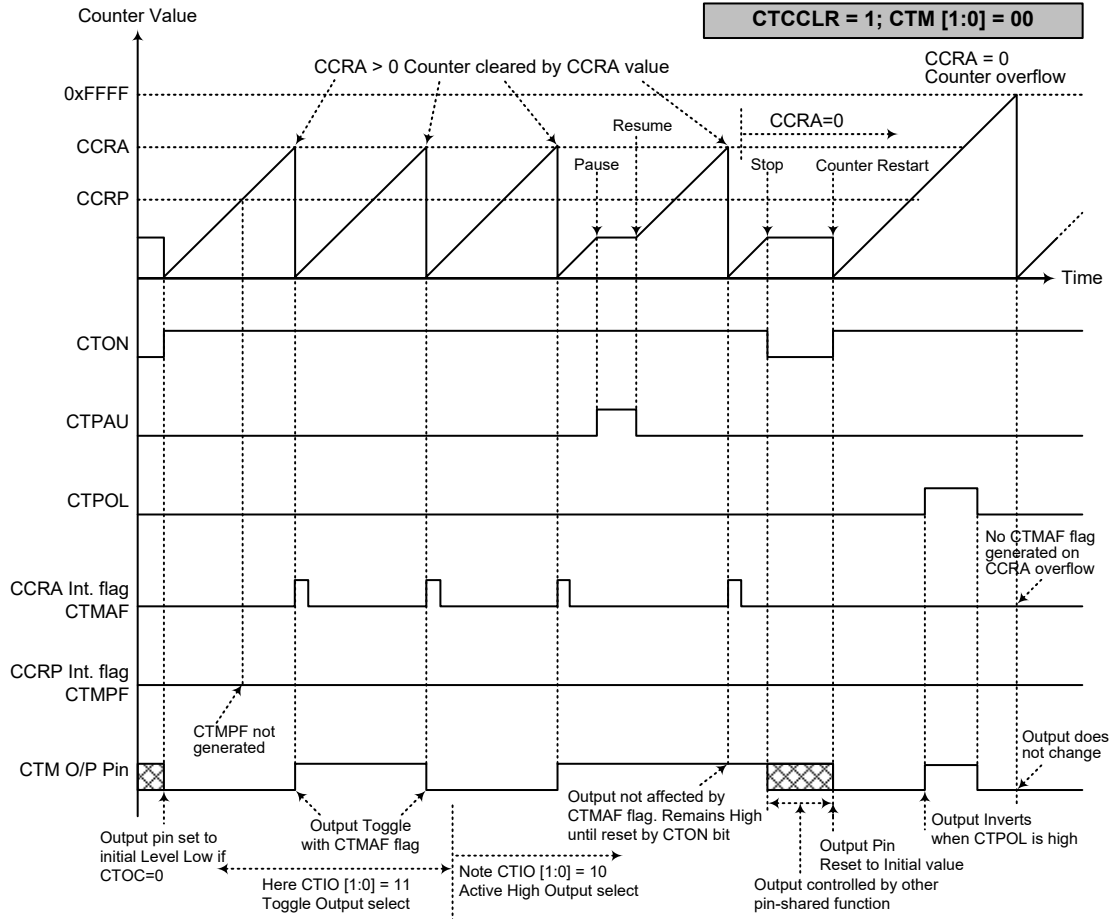 Counter Value
CTCCLR = 1; CTM [1:0] = 00
CCRA > 0 Counter cleared by CCRA value
CCRA = 0
Counter overflow
0xFFFF
CCRA=0
Resume
CCRA
Pause
Stop
Counter Restart
CCRP
Time
CTON
CTPAU
CTPOL
No CTMAF flag
generated on
CCRA overflow
CCRA Int. flag
CTMAF
CCRP Int. flag
CTMPF
CTMPF not
generated
Output does
not change
CTM O/P Pin
Output pin set to
initial Level Low if
CTOC=0
Output Toggle
with CTMAF flag
Output not affected by
CTMAF flag. Remains High
until reset by CTON bit
Output Inverts
when CTPOL is high
Output Pin
Reset to Initial value
Here CTIO [1:0] = 11
Toggle Output select
Note CTIO [1:0] = 10
Active High Output select
Output controlled by other
pin-shared function